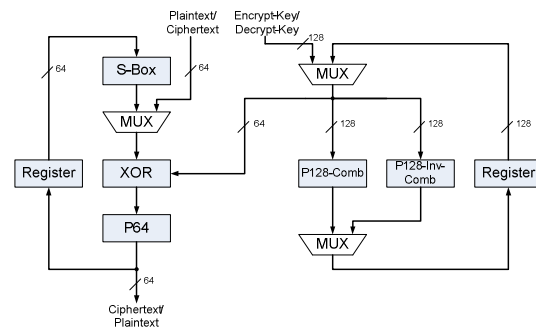 Plaintext/
Ciphertext
Encrypt-Key/
Decrypt-Key
128
64
S-Box
64
MUX
MUX
128
64
128
128
Register
XOR
P128-Comb
P128-Inv-
Comb
Register
P64
MUX
64
Ciphertext/
Plaintext